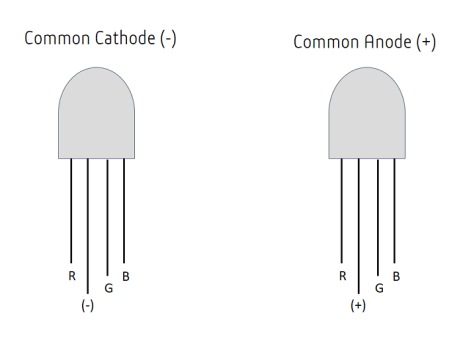 Common Cathode (-)
Common Anode (+)
R
B
G
(-)
R
B
G
(+)